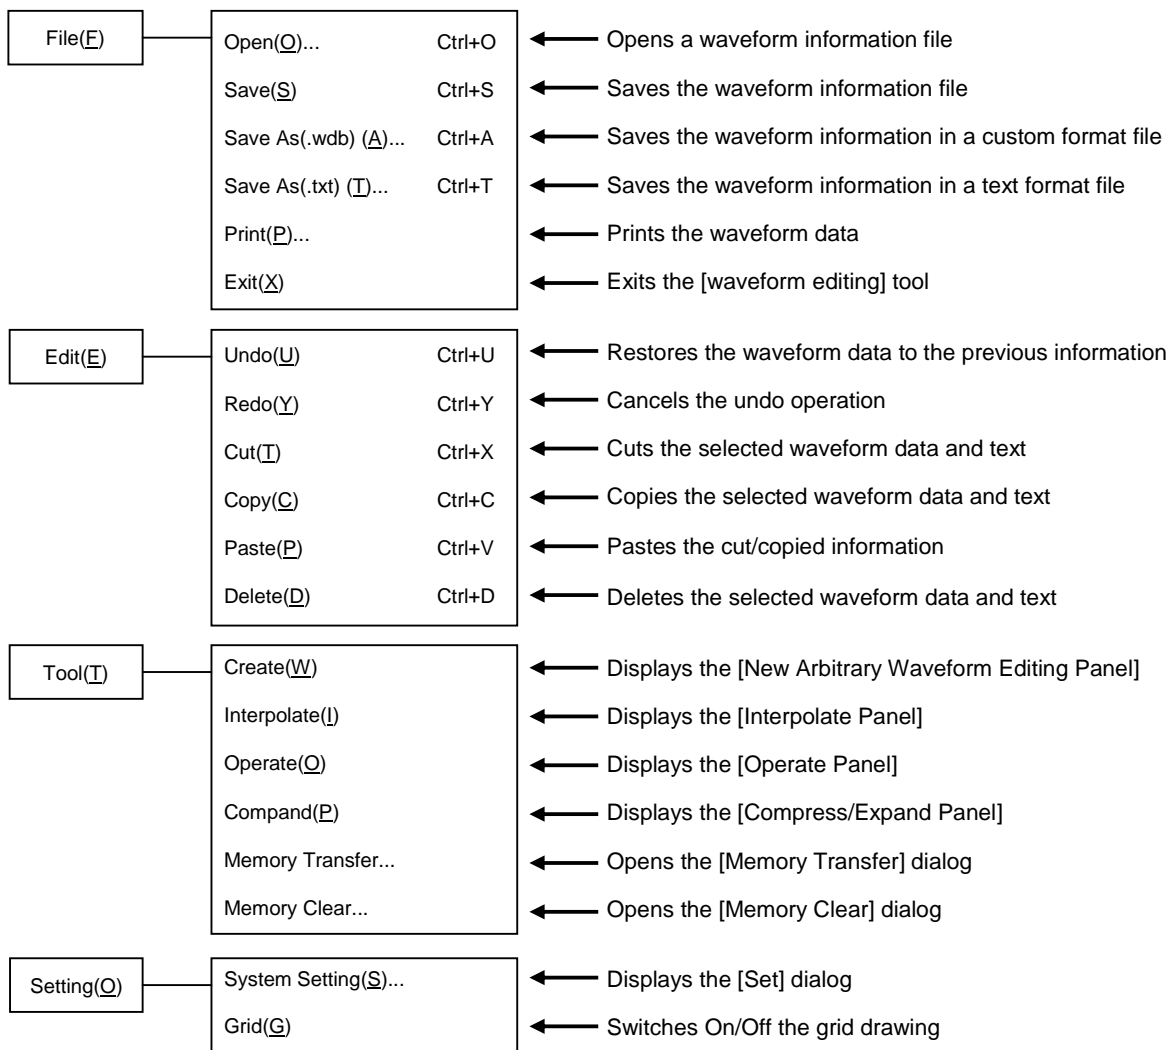 File(F)
Open(O)... Ctrl+O Opens a waveform information file
Save(S) Ctrl+S Saves the waveform information file
Save As(.wdb) (A)... Ctrl+A Saves the waveform information in a custom format file
Save As(.txt) (T)... Ctrl+T Saves the waveform information in a text format file
Print(P)... Prints the waveform data
Exit(X) Exits the [waveform editing] tool
Edit(E)
Undo(U) Ctrl+U Restores the waveform data to the previous information
Redo(Y) Ctrl+Y Cancels the undo operation
Cut(T) Ctrl+X Cuts the selected waveform data and text
Copy(C) Ctrl+C Copies the selected waveform data and text
Paste(P) Ctrl+V Pastes the cut/copied information
Delete(D) Ctrl+D Deletes the selected waveform data and text
Tool(T)
Create(W) Displays the [New Arbitrary Waveform Editing Panel]
Interpolate(I) Displays the [Interpolate Panel]
Operate(O) Displays the [Operate Panel]
Compand(P) Displays the [Compress/Expand Panel]
Memory Transfer... Opens the [Memory Transfer] dialog
Memory Clear... Opens the [Memory Clear] dialog
Setting(O)
System Setting(S)... Displays the [Set] dialog
Grid(G) Switches On/Off the grid drawing